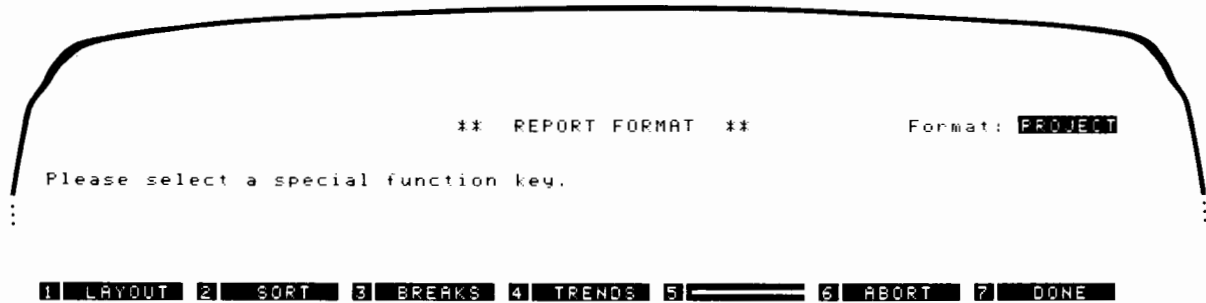 ** REPORT FORMAT ** Format: PROJECT
Please select a special function key.
1 LAYOUT 2 SORT 3 BREAKS 4 TRENDS 5 6 ABORT 7 DONE